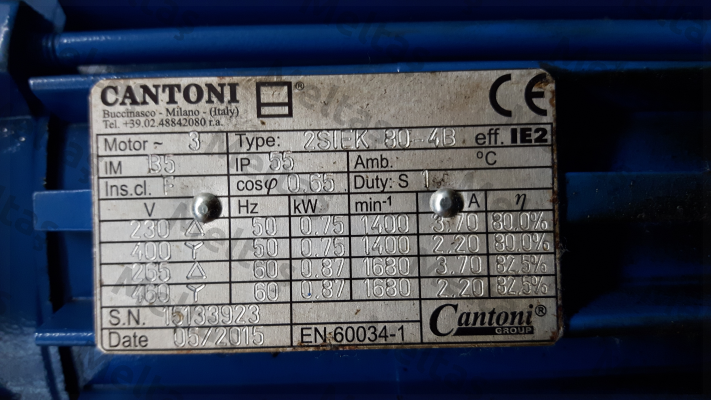 CANTONI ®
Buccinasco - Milano - (Italy)
Tel. +39.02.48842080 r.a.
CE
Motor ~ 3 Type: 2SIEK 80-4B eff. IE2
IM B5 IP 55 Amb. °C
Ins.cl. F cosφ 0.65 Duty: S 1
V Hz kW min-1 A η
230 △ 50 0.75 1400 3.70 80.0%
400 Y 50 0.75 1400 2.20 80.0%
265 △ 60 0.87 1680 3.70 82.5%
460 Y 60 0.87 1680 2.20 82.5%
S.N. 15133923
Date 05/2015 EN 60034-1
Cantoni®
GROUP